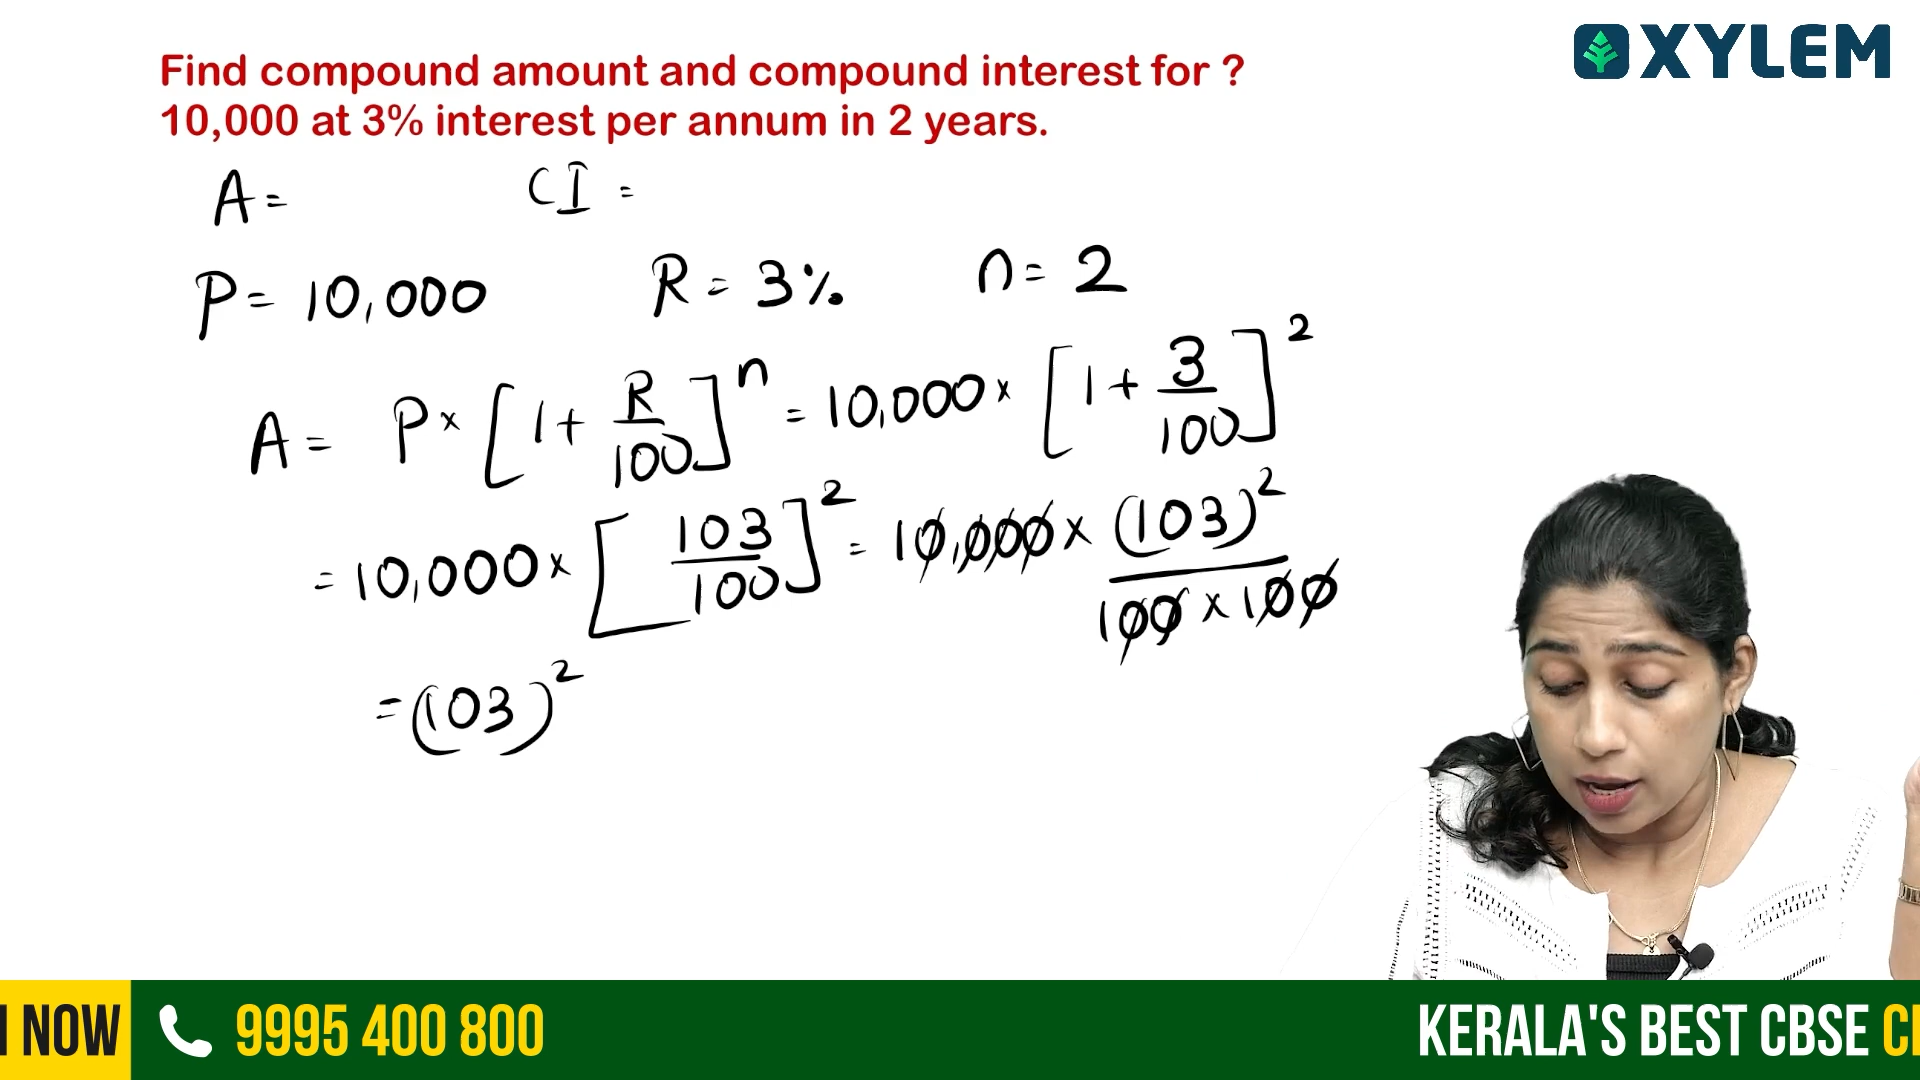 XYLEM
Find compound amount and compound interest for ?
10,000 at 3% interest per annum in 2 years.
A = CI =
P = 10,000 R = 3% n = 2
A = P × [1 + R/100]^n = 10,000 × [1 + 3/100]^2
= 10,000 × [103/100]^2 = 10,000 × (103)^2/100 × 100
= (103)^2
NOW 9995 400 800 KERALA'S BEST CBSE